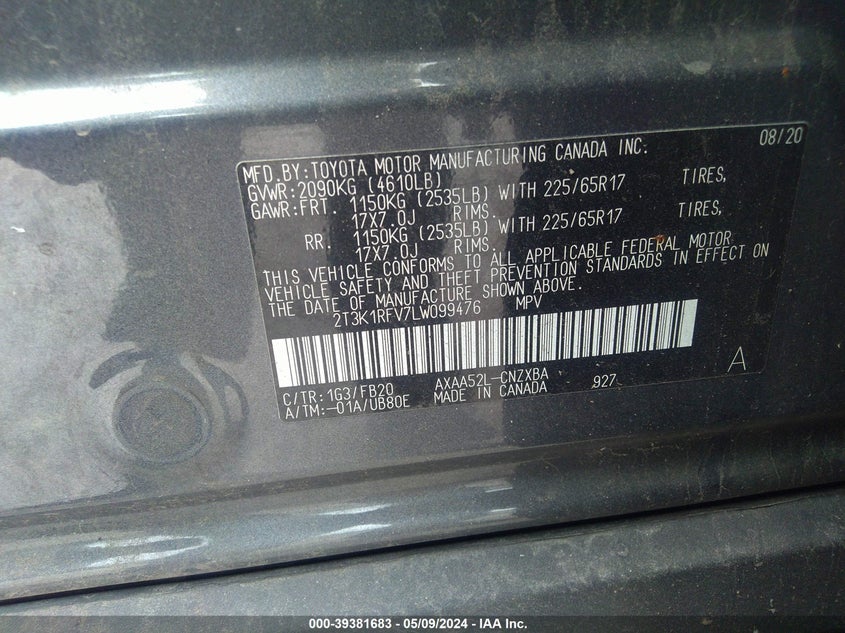 08/20
MFD.BY:TOYOTA MOTOR MANUFACTURING CANADA INC.
GVWR:2090KG (4610LB)
GAWR:FRT. 1150KG (2535LB) WITH 225/65R17 TIRES,
17X7.0J RIMS.
RR. 1150KG (2535LB) WITH 225/65R17 TIRES,
17X7.0J RIMS.
THIS VEHICLE CONFORMS TO ALL APPLICABLE FEDERAL MOTOR
VEHICLE SAFETY AND THEFT PREVENTION STANDARDS IN EFFECT ON
THE DATE OF MANUFACTURE SHOWN ABOVE.
2T3K1RFV7LW099476 MPV
A
C/TR:1G3/FB20 AXAA52L-CNZXBA 927
A/TM:-01A/UB80E MADE IN CANADA
000-39381683 - 05/09/2024 - IAA Inc.